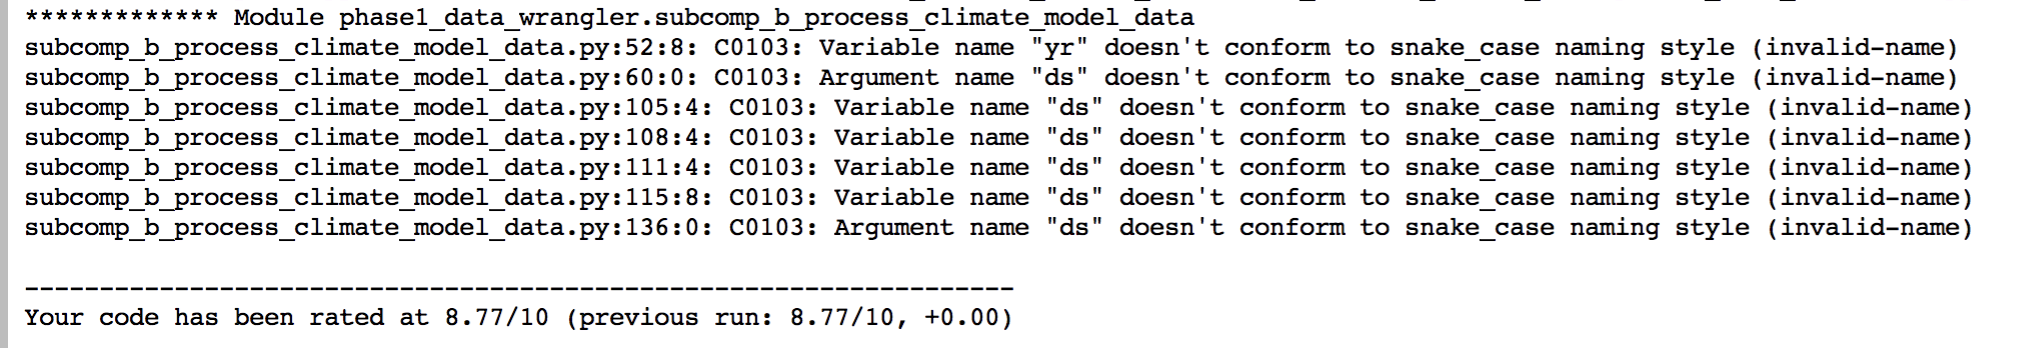 ************* Module phase1_data_wrangler.subcomp_b_process_climate_model_data
subcomp_b_process_climate_model_data.py:52:8: C0103: Variable name "yr" doesn't conform to snake_case naming style (invalid-name)
subcomp_b_process_climate_model_data.py:60:0: C0103: Argument name "ds" doesn't conform to snake_case naming style (invalid-name)
subcomp_b_process_climate_model_data.py:105:4: C0103: Variable name "ds" doesn't conform to snake_case naming style (invalid-name)
subcomp_b_process_climate_model_data.py:108:4: C0103: Variable name "ds" doesn't conform to snake_case naming style (invalid-name)
subcomp_b_process_climate_model_data.py:111:4: C0103: Variable name "ds" doesn't conform to snake_case naming style (invalid-name)
subcomp_b_process_climate_model_data.py:115:8: C0103: Variable name "ds" doesn't conform to snake_case naming style (invalid-name)
subcomp_b_process_climate_model_data.py:136:0: C0103: Argument name "ds" doesn't conform to snake_case naming style (invalid-name)
------------------------------------------------------------------
Your code has been rated at 8.77/10 (previous run: 8.77/10, +0.00)